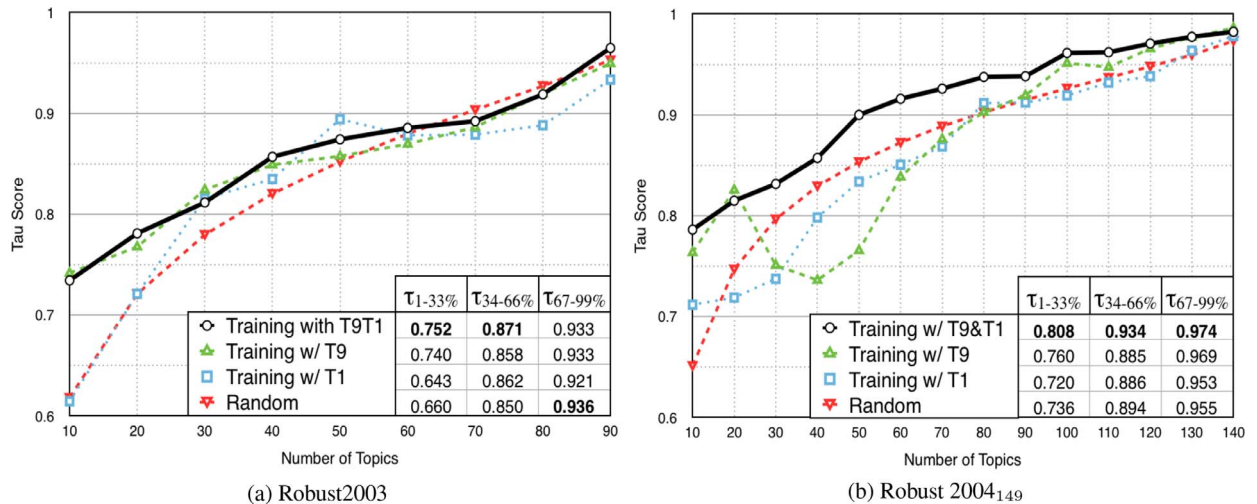 1
0.9
0.8
0.7
0.6
Tau Score
10 20 30 40 50 60 70 80 90
Number of Topics
τ1-33% τ34-66% τ67-99%
Training with T9T1 0.752 0.871 0.933
Training w/ T9 0.740 0.858 0.933
Training w/ T1 0.643 0.862 0.921
Random 0.660 0.850 0.936
(a) Robust2003
1
0.9
0.8
0.7
0.6
Tau Score
10 20 30 40 50 60 70 80 90 100 110 120 130 140
Number of Topics
τ1-33% τ34-66% τ67-99%
Training w/ T9&T1 0.808 0.934 0.974
Training w/ T9 0.760 0.885 0.969
Training w/ T1 0.720 0.886 0.953
Random 0.736 0.894 0.955
(b) Robust 2004149